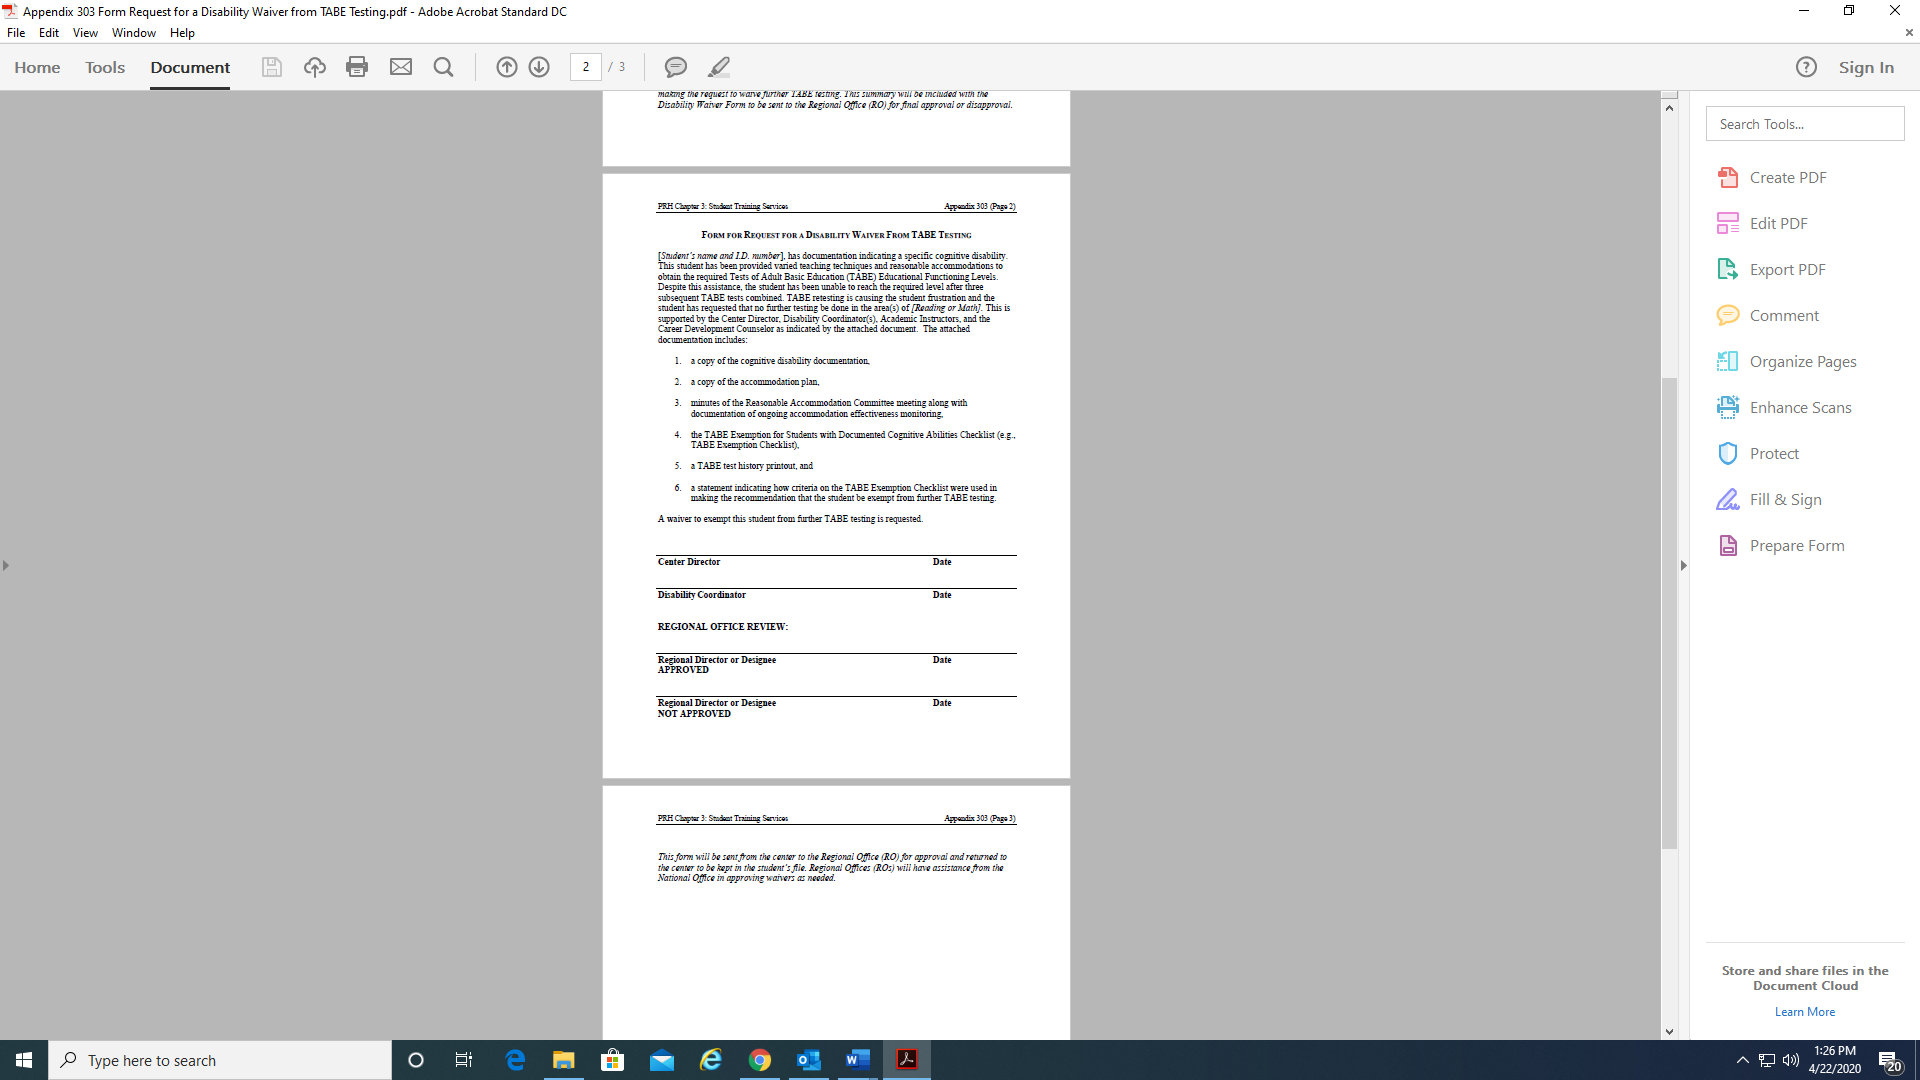 Appendix 303 Form Request for a Disability Waiver from TABE Testing.pdf - Adobe Acrobat Standard DC
File Edit View Window Help
Home Tools Document 2 / 3 Sign In
making the request to waive further TABE testing. This summary will be included with the
Disability Waiver Form to be sent to the Regional Office (RO) for final approval or disapproval.
PRH Chapter 3: Student Training Services Appendix 303 (Page 2)
FORM FOR REQUEST FOR A DISABILITY WAIVER FROM TABE TESTING
[Student's name and I.D. number], has documentation indicating a specific cognitive disability.
This student has been provided varied teaching techniques and reasonable accommodations to
obtain the required Tests of Adult Basic Education (TABE) Educational Functioning Levels.
Despite this assistance, the student has been unable to reach the required level after three
subsequent TABE tests combined. TABE retesting is causing the student frustration and the
student has requested that no further testing be done in the area(s) of [Reading or Math]. This is
supported by the Center Director, Disability Coordinator(s), Academic Instructors, and the
Career Development Counselor as indicated by the attached document. The attached
documentation includes:
1. a copy of the cognitive disability documentation,
2. a copy of the accommodation plan,
3. minutes of the Reasonable Accommodation Committee meeting along with
documentation of ongoing accommodation effectiveness monitoring,
4. the TABE Exemption for Students with Documented Cognitive Abilities Checklist (e.g.,
TABE Exemption Checklist),
5. a TABE test history printout, and
6. a statement indicating how criteria on the TABE Exemption Checklist were used in
making the recommendation that the student be exempt from further TABE testing.
A waiver to exempt this student from further TABE testing is requested.
Center Director Date
Disability Coordinator Date
REGIONAL OFFICE REVIEW:
Regional Director or Designee Date
APPROVED
Regional Director or Designee Date
NOT APPROVED
PRH Chapter 3: Student Training Services Appendix 303 (Page 3)
This form will be sent from the center to the Regional Office (RO) for approval and returned to
the center to be kept in the student's file. Regional Offices (ROs) will have assistance from the
National Office in approving waivers as needed.
Search Tools...
Create PDF
Edit PDF
Export PDF
Comment
Organize Pages
Enhance Scans
Protect
Fill & Sign
Prepare Form
Store and share files in the
Document Cloud
Learn More
Type here to search
1:26 PM
4/22/2020
20